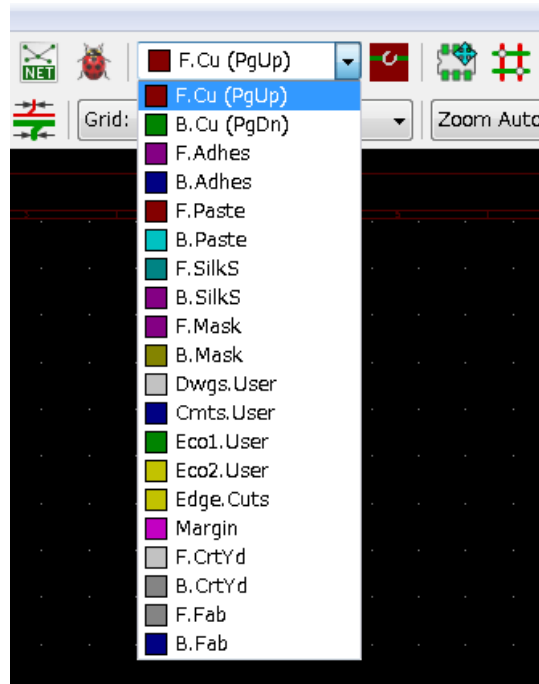 NET
F.Cu (PgUp)
Grid:
Zoom Auto
F.Cu (PgUp)
B.Cu (PgDn)
F.Adhes
B.Adhes
F.Paste
B.Paste
F.SilkS
B.SilkS
F.Mask
B.Mask
Dwgs.User
Cmts.User
Eco1.User
Eco2.User
Edge.Cuts
Margin
F.CrtYd
B.CrtYd
F.Fab
B.Fab